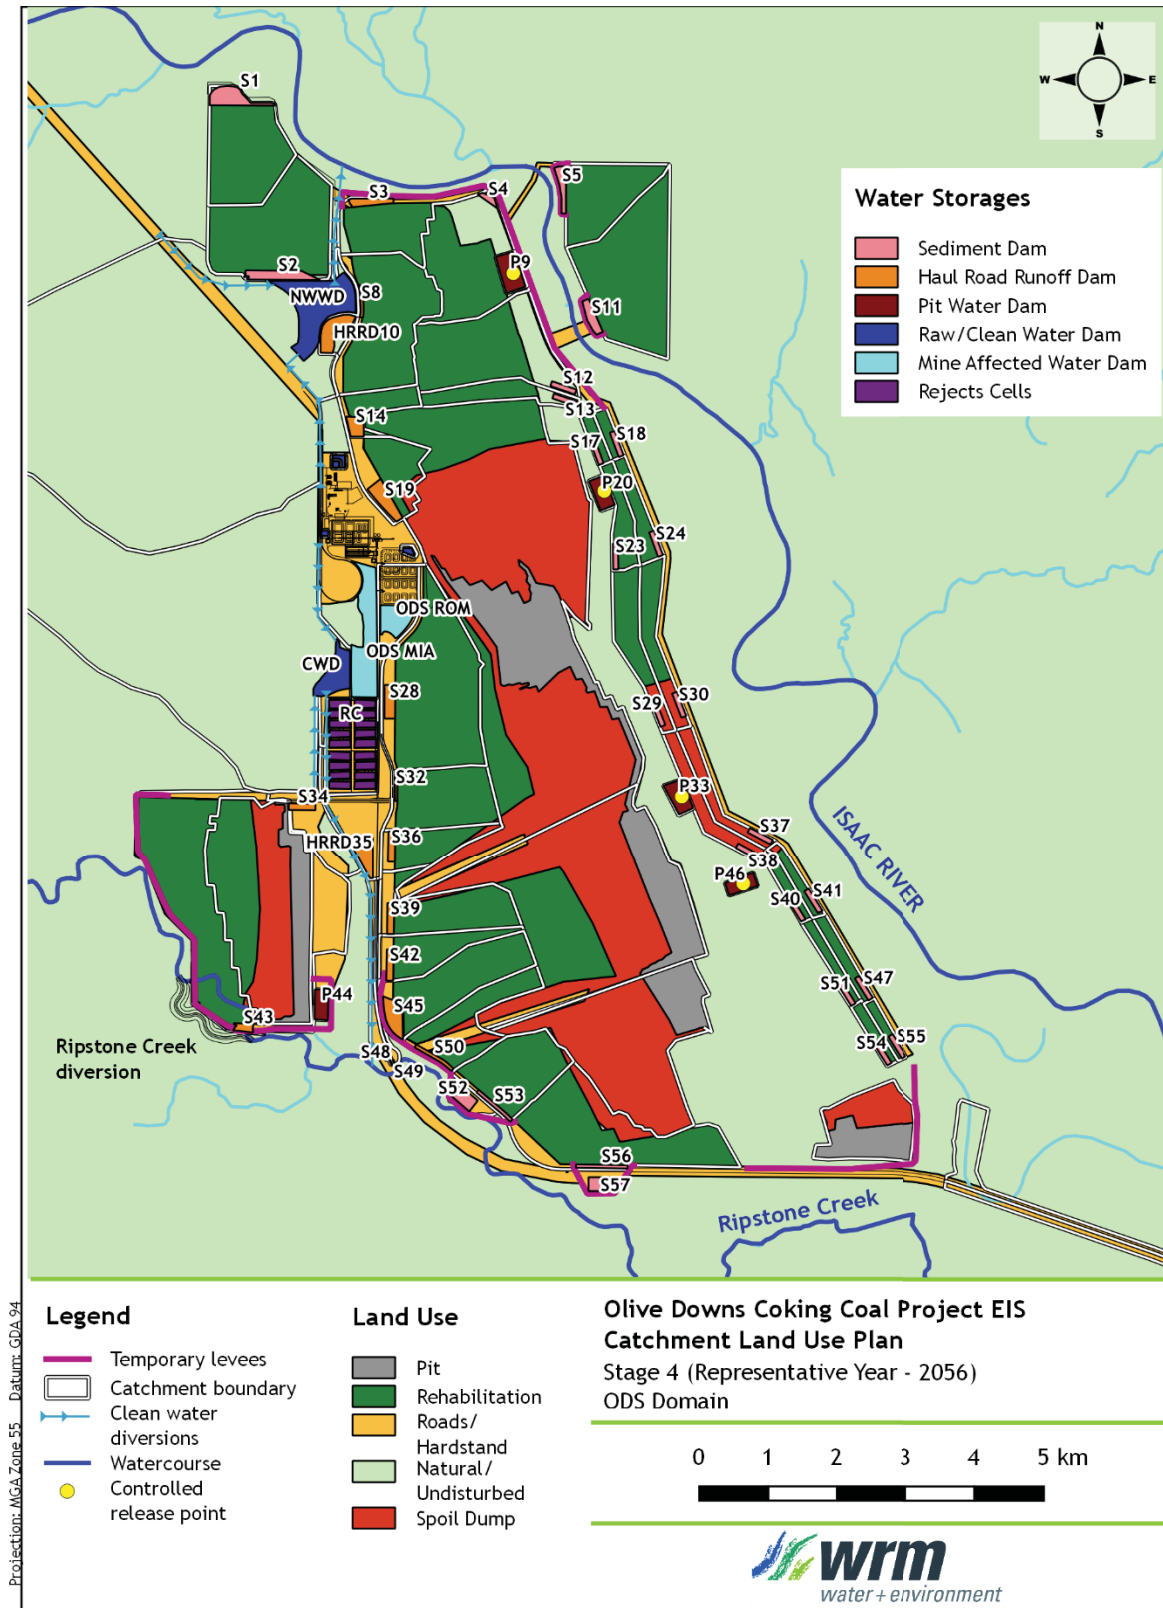 N
W
E
S
S1
S5
S3
S4
S2
P9
NWWD
S8
S11
HRRD10
S12
S13
S14
S17
S18
S19
P20
S24
S23
ODS ROM
ODS MIA
CWD
S28
S29
S30
RC
S32
P33
S34
S37
S36
HRRD35
S38
P46
S40
S41
S39
ISAAC RIVER
S42
S51
S47
P44
S45
S43
Ripstone Creek
diversion
S50
S48
S49
S54
S55
S52
S53
S56
S57
Ripstone Creek
Water Storages
Sediment Dam
Haul Road Runoff Dam
Pit Water Dam
Raw/Clean Water Dam
Mine Affected Water Dam
Rejects Cells
Legend
Temporary levees
Catchment boundary
Clean water
diversions
Watercourse
Controlled
release point
Land Use
Pit
Rehabilitation
Roads/
Hardstand
Natural/
Undisturbed
Spoil Dump
Olive Downs Coking Coal Project EIS
Catchment Land Use Plan
Stage 4 (Representative Year - 2056)
ODS Domain
0 1 2 3 4 5 km
wrm
water + environment
Projection: MGA Zone 55 Datum: GDA 94